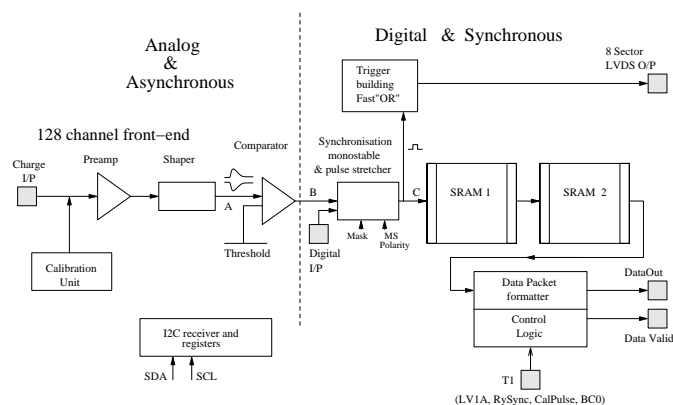 Analog
&
Asynchronous
Digital & Synchronous
8 Sector
LVDS O/P
Trigger
building
Fast"OR"
128 channel front−end
Charge
I/P
Preamp
Shaper
Comparator
Synchronisation
monostable
& pulse stretcher
A
B
C
SRAM 1
SRAM 2
Threshold
Digital
I/P
Mask
MS
Polarity
Calibration
Unit
Data Packet
formatter
DataOut
Control
Logic
Data Valid
I2C receiver and
registers
SDA
SCL
T1
(LV1A, RySync, CalPulse, BC0)